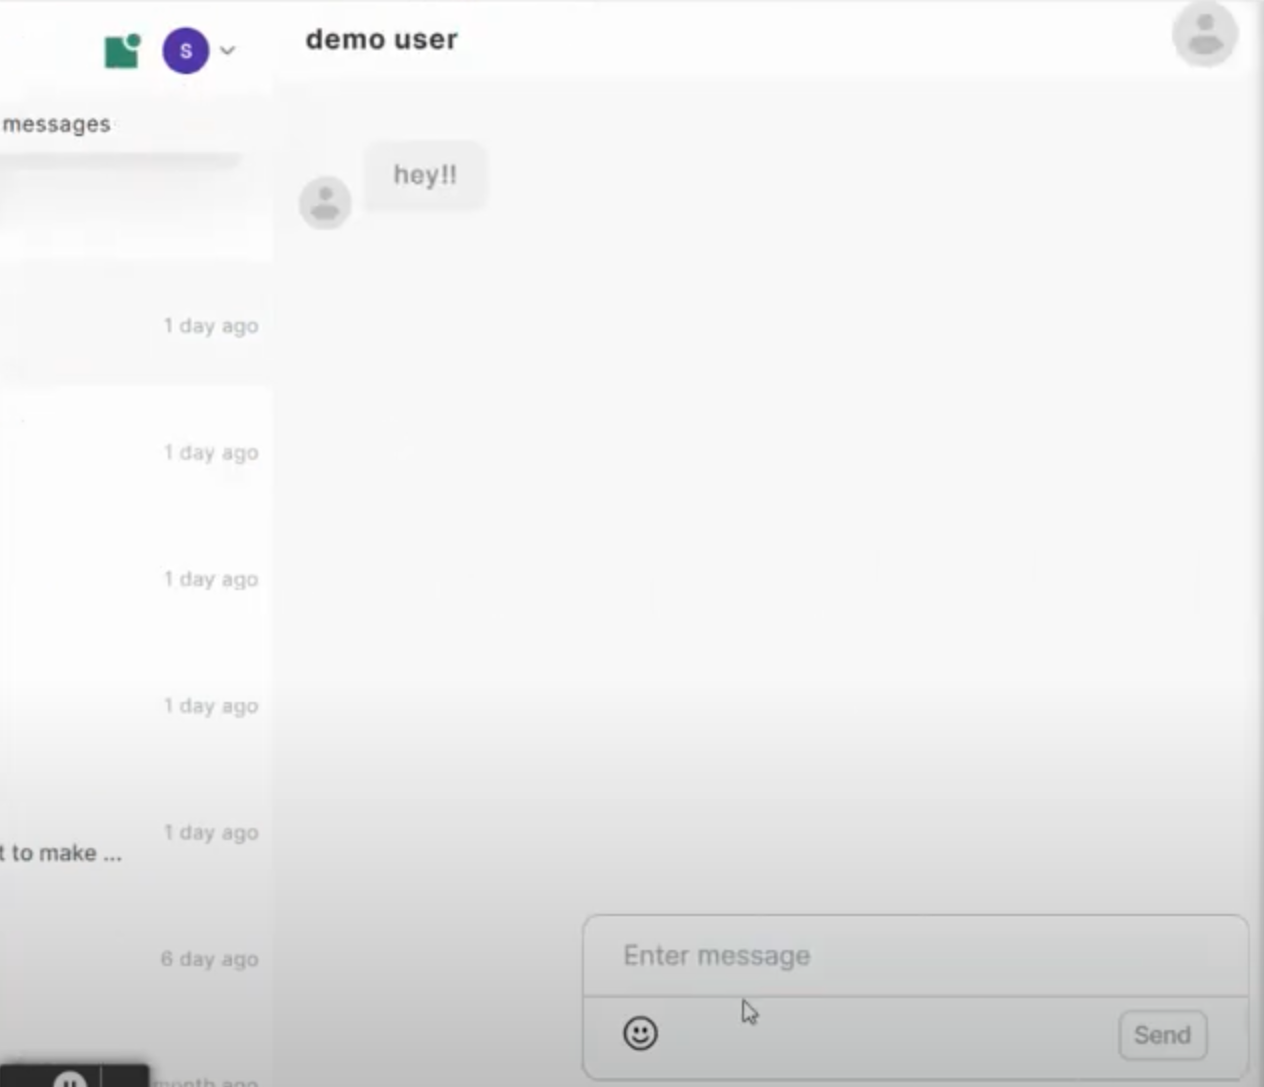 S
demo user
messages
hey!!
1 day ago
1 day ago
1 day ago
1 day ago
1 day ago
t to make ...
6 day ago
Enter message
Send
month ago